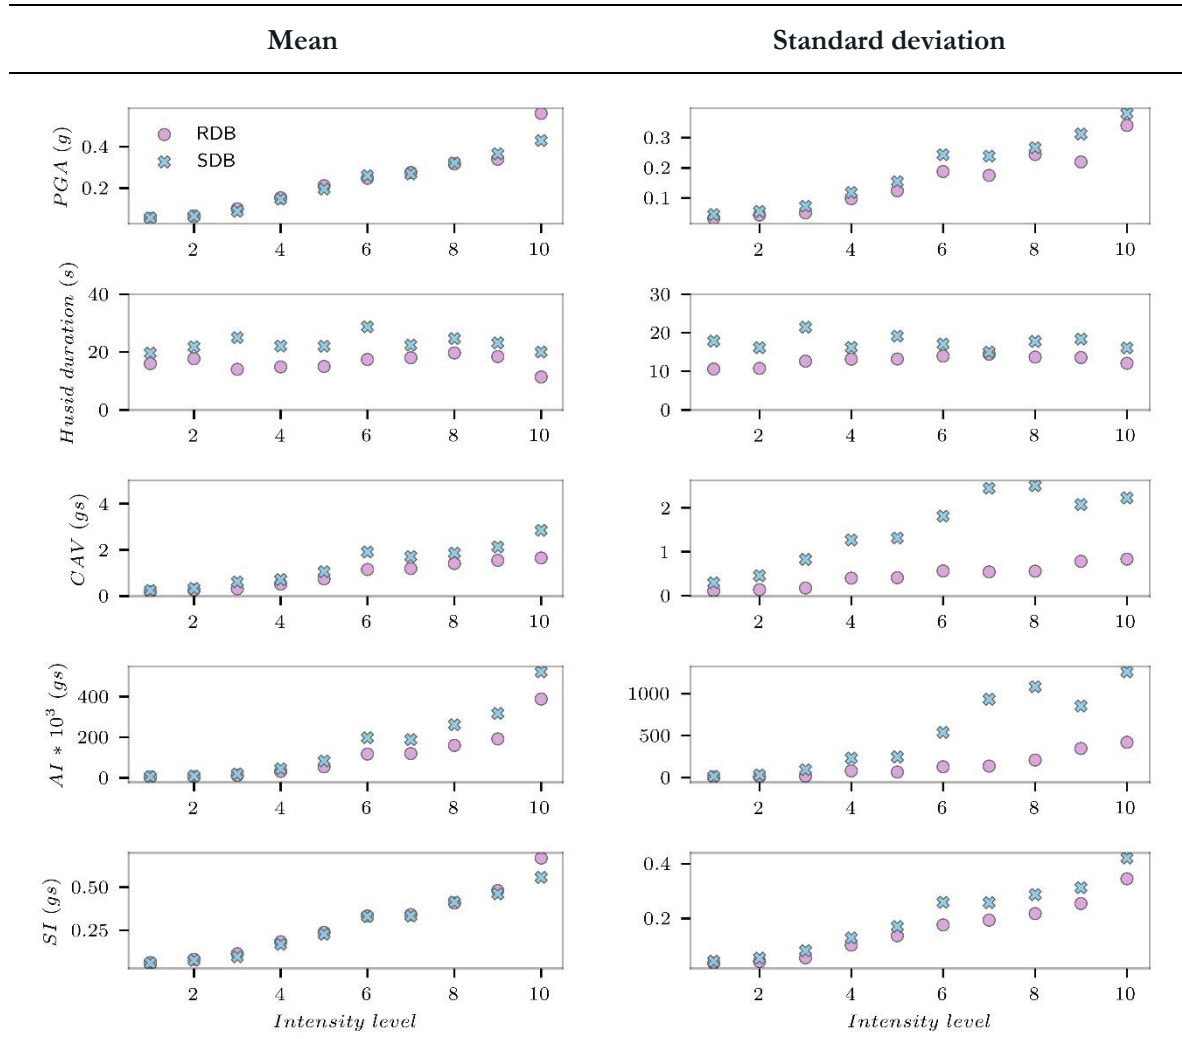 Mean Standard deviation
PGA (g)
0.4
0.2
RDB
SDB
2 4 6 8 10
0.3
0.2
0.1
2 4 6 8 10
Husid duration (s)
40
20
0
2 4 6 8 10
30
20
10
0
2 4 6 8 10
CAV (gs)
4
2
0
2 4 6 8 10
2
1
0
2 4 6 8 10
AI * 10³ (gs)
400
200
0
2 4 6 8 10
1000
500
0
2 4 6 8 10
SI (gs)
0.50
0.25
2 4 6 8 10
Intensity level
0.4
0.2
2 4 6 8 10
Intensity level